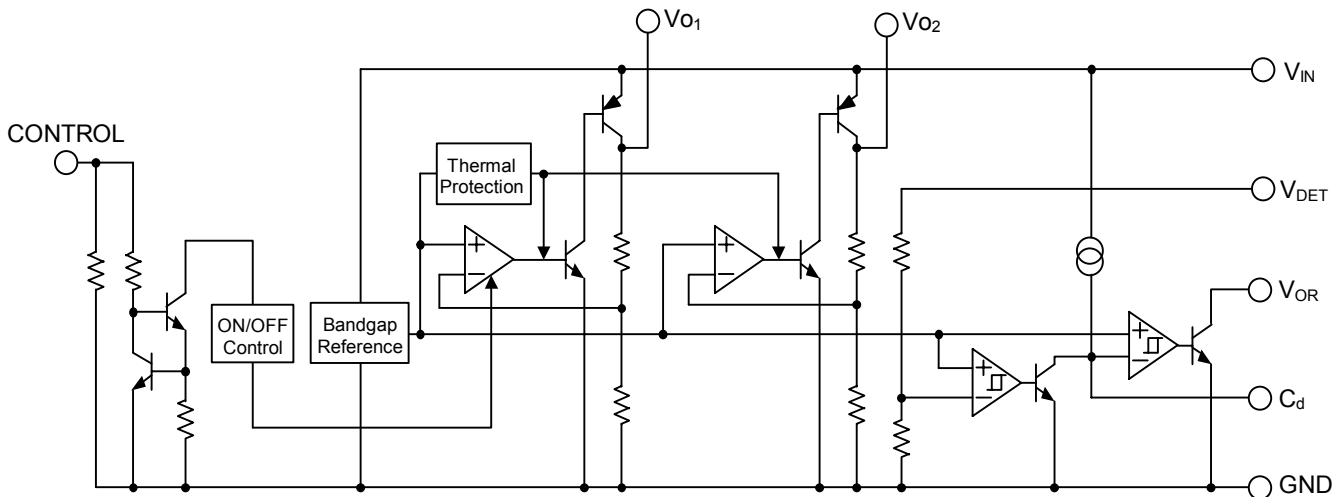 Vo1
Vo2
VIN
CONTROL
Thermal
Protection
VDET
+
−
+
−
VOR
ON/OFF
Control
Bandgap
Reference
+
−
+
−
Cd
GND